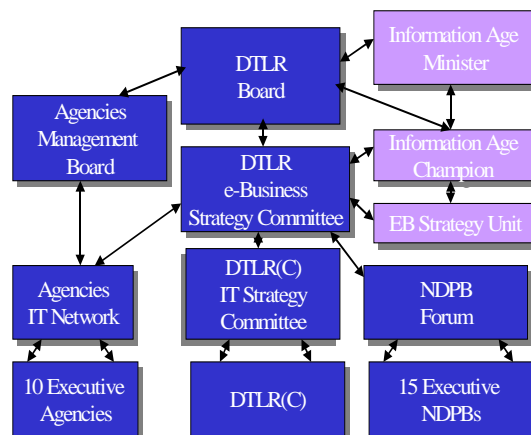 DTLR
Board
Information Age
Minister
Agencies
Management
Board
DTLR
e-Business
Strategy Committee
Information Age
Champion
EB Strategy Unit
Agencies
IT Network
DTLR(C)
IT Strategy
Committee
NDPB
Forum
10 Executive
Agencies
DTLR(C)
15 Executive
NDPBs